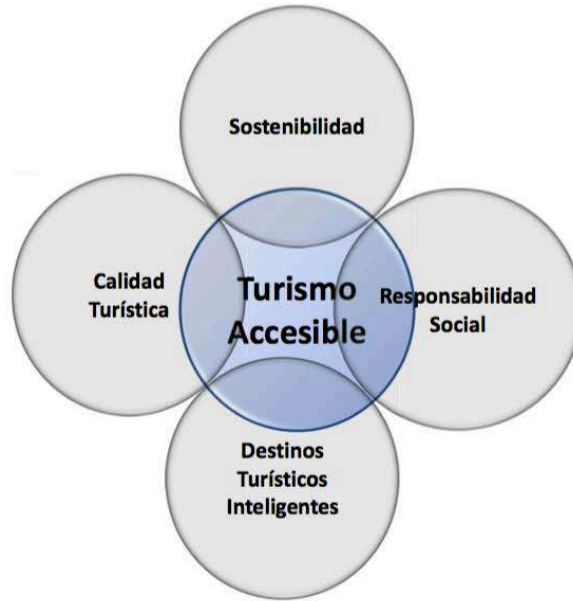 Sostenibilidad
Calidad
Turística
Turismo
Accesible
Responsabilidad
Social
Destinos
Turísticos
Inteligentes